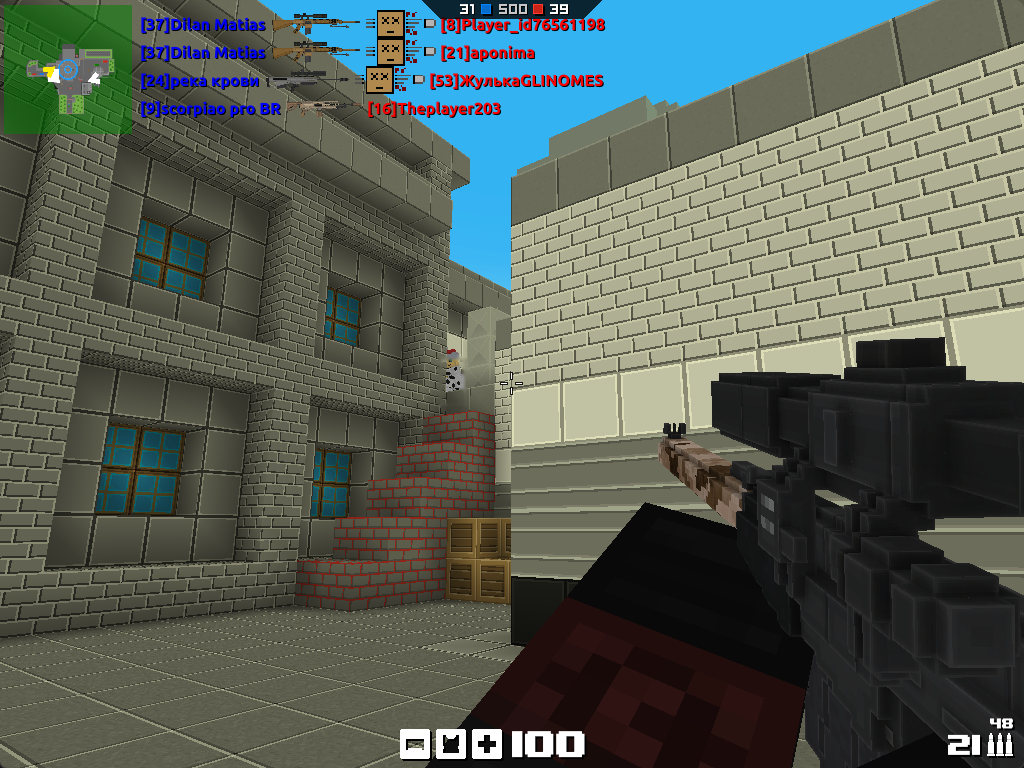 31 500 39
[37]Dilan Matias [8]Player_id76561198
[37]Dilan Matias [21]aponima
[24]река крови [53]ЖулькаGLINOMES
[9]scorpiao pro BR [16]Theplayer203
48
100 21